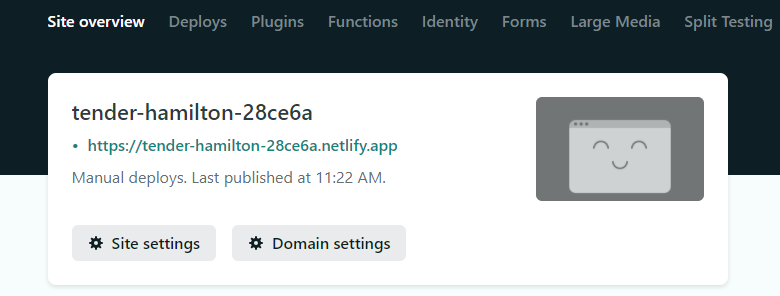 Site overview Deploys Plugins Functions Identity Forms Large Media Split Testing
tender-hamilton-28ce6a
• https://tender-hamilton-28ce6a.netlify.app
Manual deploys. Last published at 11:22 AM.
Site settings Domain settings